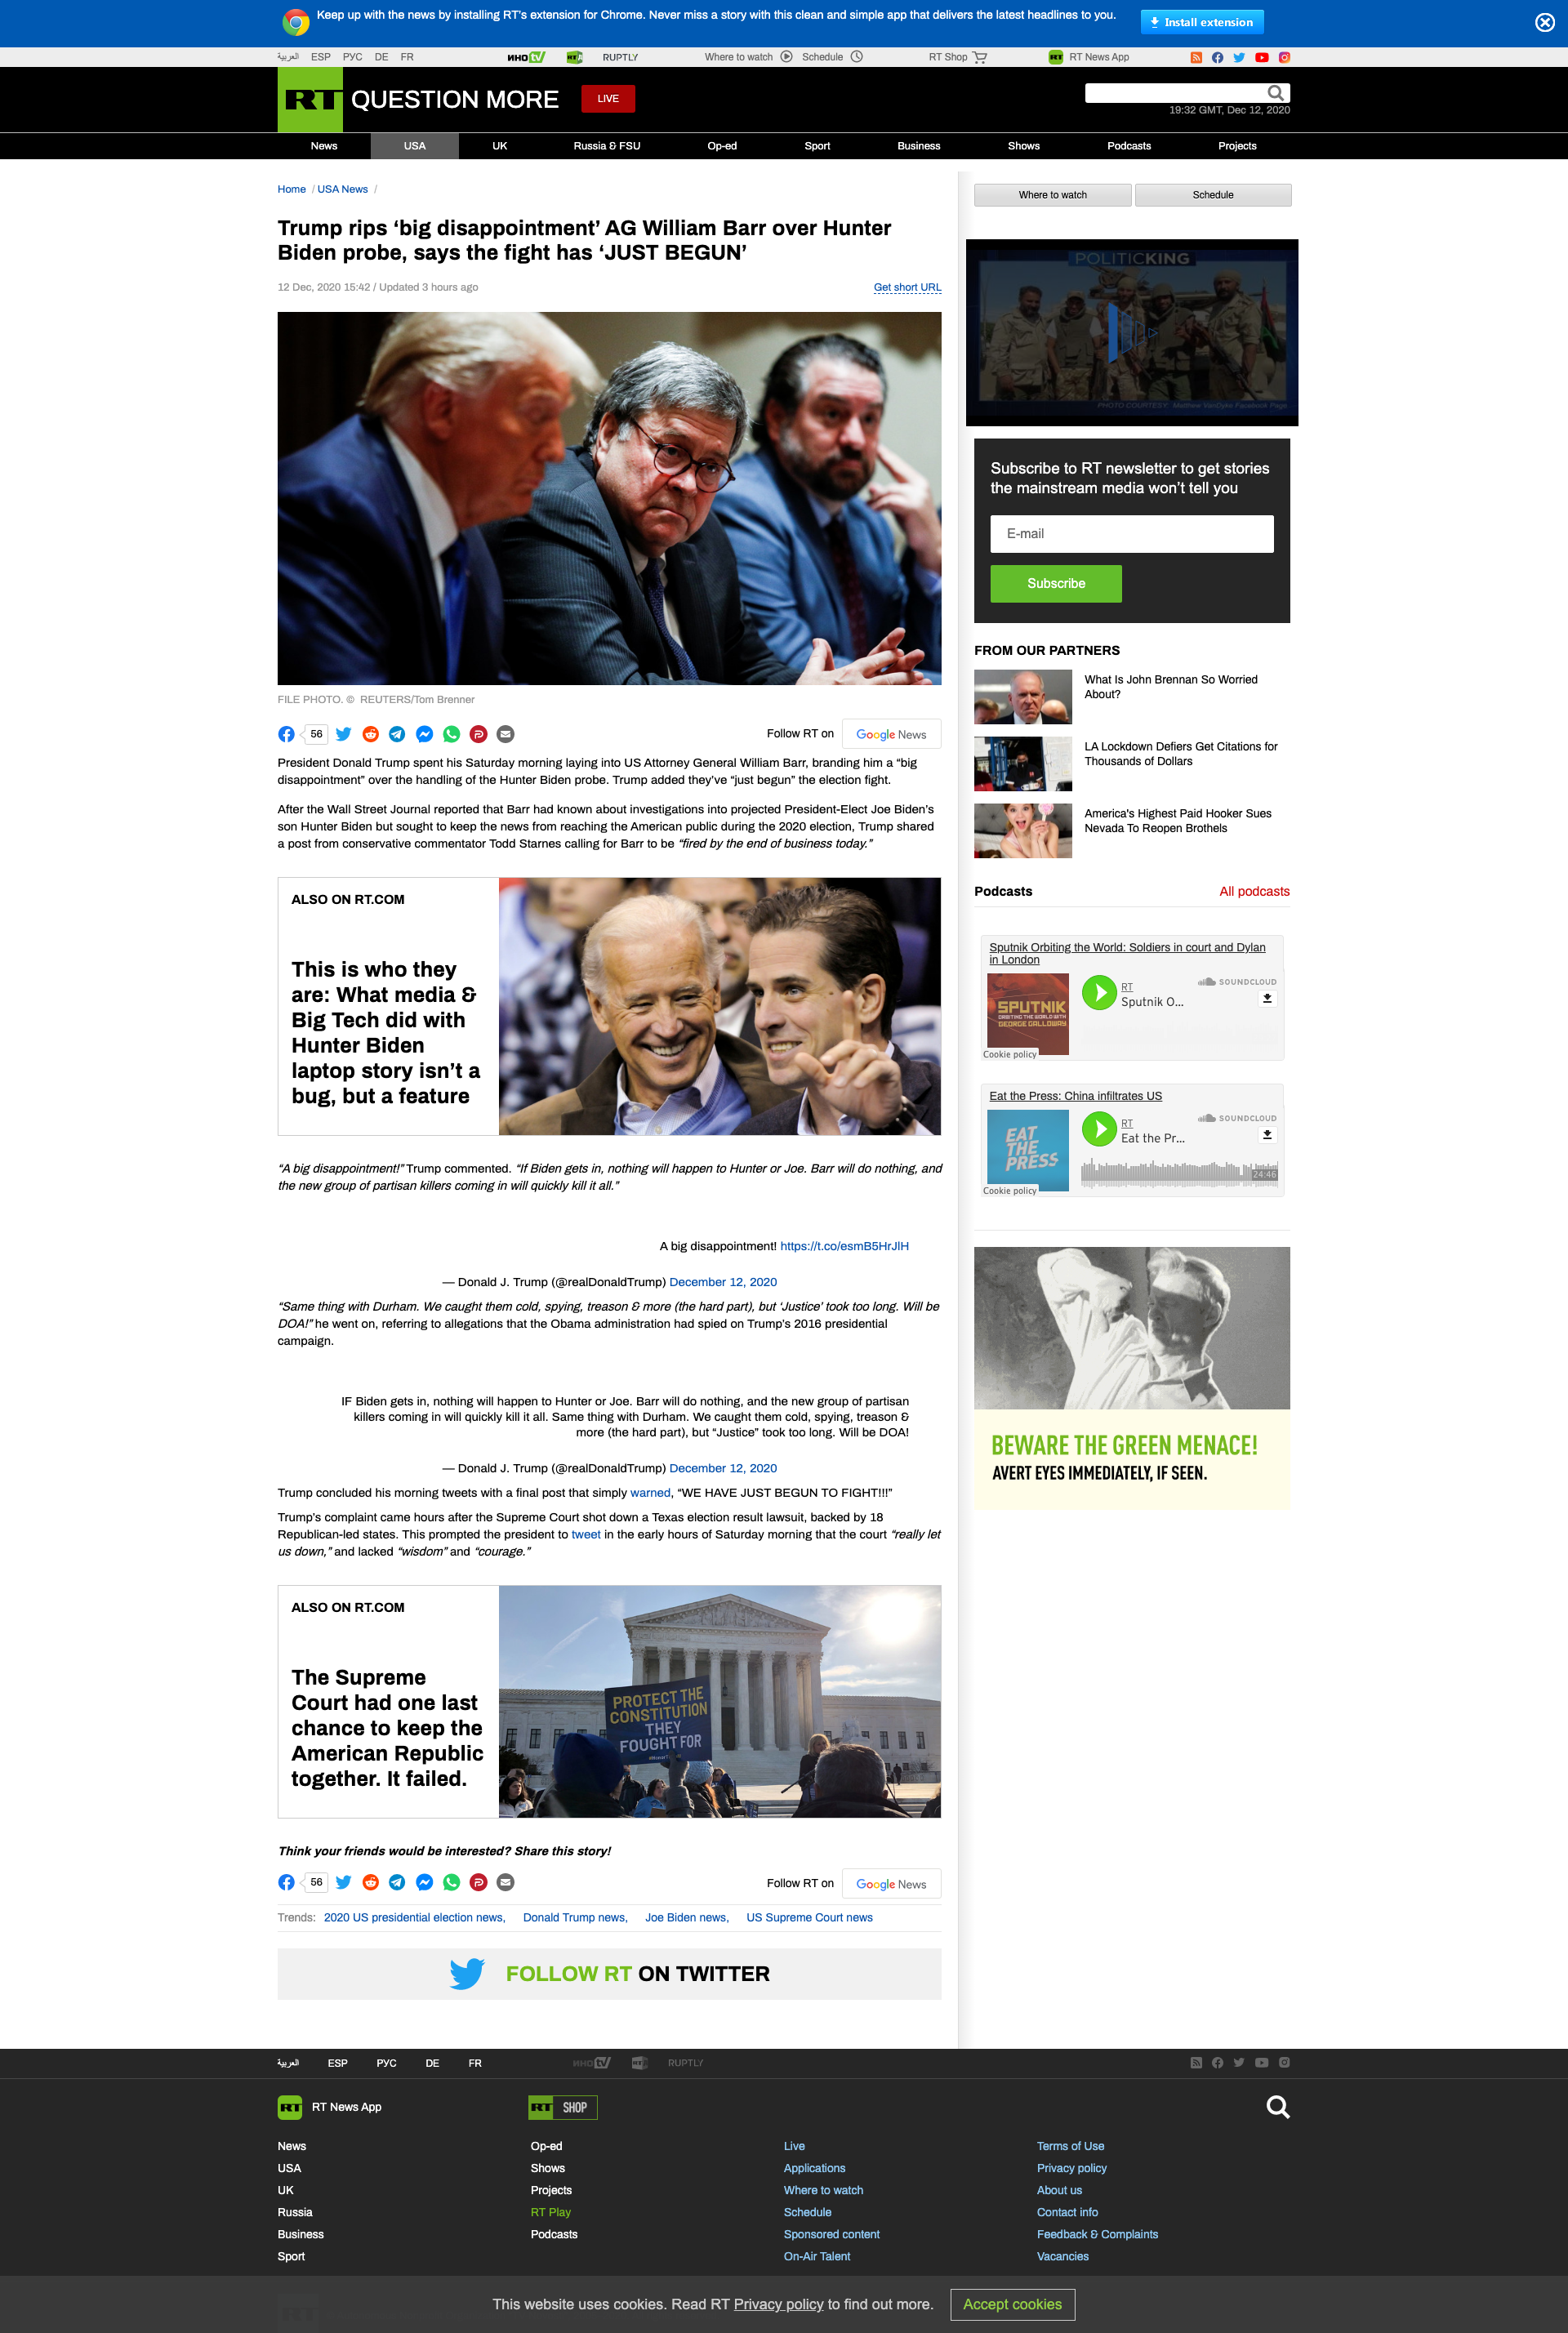 Keep up with the news by installing RT's extension for Chrome. Never miss a story with this clean and simple app that delivers the latest headlines to you.
Install extension
العربية ESP РУС DE FR
ИНОTV
RUPTLY
Where to watch
Schedule
RT Shop
RT News App
RT QUESTION MORE
LIVE
19:32 GMT, Dec 12, 2020
News USA UK Russia & FSU Op-ed Sport Business Shows Podcasts Projects
Home / USA News /
Trump rips ‘big disappointment’ AG William Barr over Hunter
Biden probe, says the fight has ‘JUST BEGUN’
12 Dec, 2020 15:42 / Updated 3 hours ago
Get short URL
FILE PHOTO. © REUTERS/Tom Brenner
56
Follow RT on
Google News
President Donald Trump spent his Saturday morning laying into US Attorney General William Barr, branding him a “big
disappointment” over the handling of the Hunter Biden probe. Trump added they’ve “just begun” the election fight.
After the Wall Street Journal reported that Barr had known about investigations into projected President-Elect Joe Biden’s
son Hunter Biden but sought to keep the news from reaching the American public during the 2020 election, Trump shared
a post from conservative commentator Todd Starnes calling for Barr to be “fired by the end of business today.”
ALSO ON RT.COM
This is who they
are: What media &
Big Tech did with
Hunter Biden
laptop story isn’t a
bug, but a feature
“A big disappointment!” Trump commented. “If Biden gets in, nothing will happen to Hunter or Joe. Barr will do nothing, and
the new group of partisan killers coming in will quickly kill it all.”
A big disappointment! https://t.co/esmB5HrJlH
— Donald J. Trump (@realDonaldTrump) December 12, 2020
“Same thing with Durham. We caught them cold, spying, treason & more (the hard part), but ‘Justice’ took too long. Will be
DOA!” he went on, referring to allegations that the Obama administration had spied on Trump’s 2016 presidential
campaign.
IF Biden gets in, nothing will happen to Hunter or Joe. Barr will do nothing, and the new group of partisan
killers coming in will quickly kill it all. Same thing with Durham. We caught them cold, spying, treason &
more (the hard part), but “Justice” took too long. Will be DOA!
— Donald J. Trump (@realDonaldTrump) December 12, 2020
Trump concluded his morning tweets with a final post that simply warned, “WE HAVE JUST BEGUN TO FIGHT!!!”
Trump’s complaint came hours after the Supreme Court shot down a Texas election result lawsuit, backed by 18
Republican-led states. This prompted the president to tweet in the early hours of Saturday morning that the court “really let
us down,” and lacked “wisdom” and “courage.”
ALSO ON RT.COM
The Supreme
Court had one last
chance to keep the
American Republic
together. It failed.
PROTECT THE
CONSTITUTION
THEY
FOUGHT FOR
Think your friends would be interested? Share this story!
56
Follow RT on
Google News
Trends: 2020 US presidential election news, Donald Trump news, Joe Biden news, US Supreme Court news
FOLLOW RT ON TWITTER
Where to watch
Schedule
POLITICKING
PHOTO COURTESY: Matthew VanDyke Facebook Page
Subscribe to RT newsletter to get stories
the mainstream media won’t tell you
E-mail
Subscribe
FROM OUR PARTNERS
What Is John Brennan So Worried
About?
LA Lockdown Defiers Get Citations for
Thousands of Dollars
America's Highest Paid Hooker Sues
Nevada To Reopen Brothels
Podcasts
All podcasts
Sputnik Orbiting the World: Soldiers in court and Dylan
in London
SPUTNIK
ORBITING THE WORLD WITH
GEORGE GALLOWAY
RT
Sputnik O...
SOUNDCLOUD
Cookie policy
Eat the Press: China infiltrates US
EAT
THE
PRESS
RT
Eat the Pr...
SOUNDCLOUD
24:46
Cookie policy
BEWARE THE GREEN MENACE!
AVERT EYES IMMEDIATELY, IF SEEN.
العربية ESP РУС DE FR
ИНОTV
RUPTLY
RT RT News App
RT SHOP
News
USA
UK
Russia
Business
Sport
Op-ed
Shows
Projects
RT Play
Podcasts
Live
Applications
Where to watch
Schedule
Sponsored content
On-Air Talent
Terms of Use
Privacy policy
About us
Contact info
Feedback & Complaints
Vacancies
This website uses cookies. Read RT Privacy policy to find out more.
Accept cookies